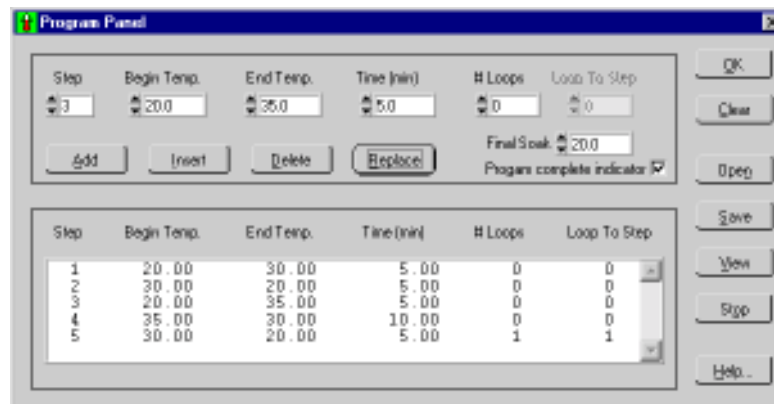 Program Panel
Step Begin Temp. End Temp. Time (min) # Loops Loop To Step
3 20.0 35.0 5.0 0 0
Final Soak 20.0
Add Insert Delete Replace
Progam complete indicator
OK
Clear
Open
Save
View
Stop
Help...
Step Begin Temp. End Temp. Time (min) # Loops Loop To Step
1 20.00 30.00 5.00 0 0
2 30.00 20.00 5.00 0 0
3 20.00 35.00 5.00 0 0
4 35.00 30.00 10.00 0 0
5 30.00 20.00 5.00 1 1